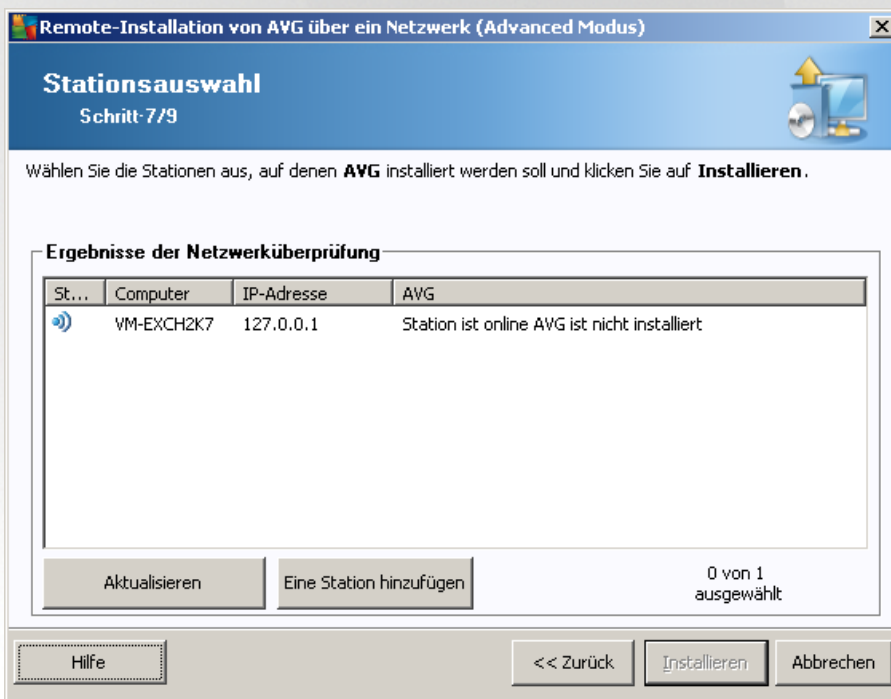 Remote-Installation von AVG über ein Netzwerk (Advanced Modus)
Stationsauswahl
Schritt-7/9
Wählen Sie die Stationen aus, auf denen AVG installiert werden soll und klicken Sie auf Installieren.
Ergebnisse der Netzwerküberprüfung
St... Computer IP-Adresse AVG
VM-EXCH2K7 127.0.0.1 Station ist online AVG ist nicht installiert
Aktualisieren Eine Station hinzufügen 0 von 1
ausgewählt
Hilfe << Zurück Installieren Abbrechen